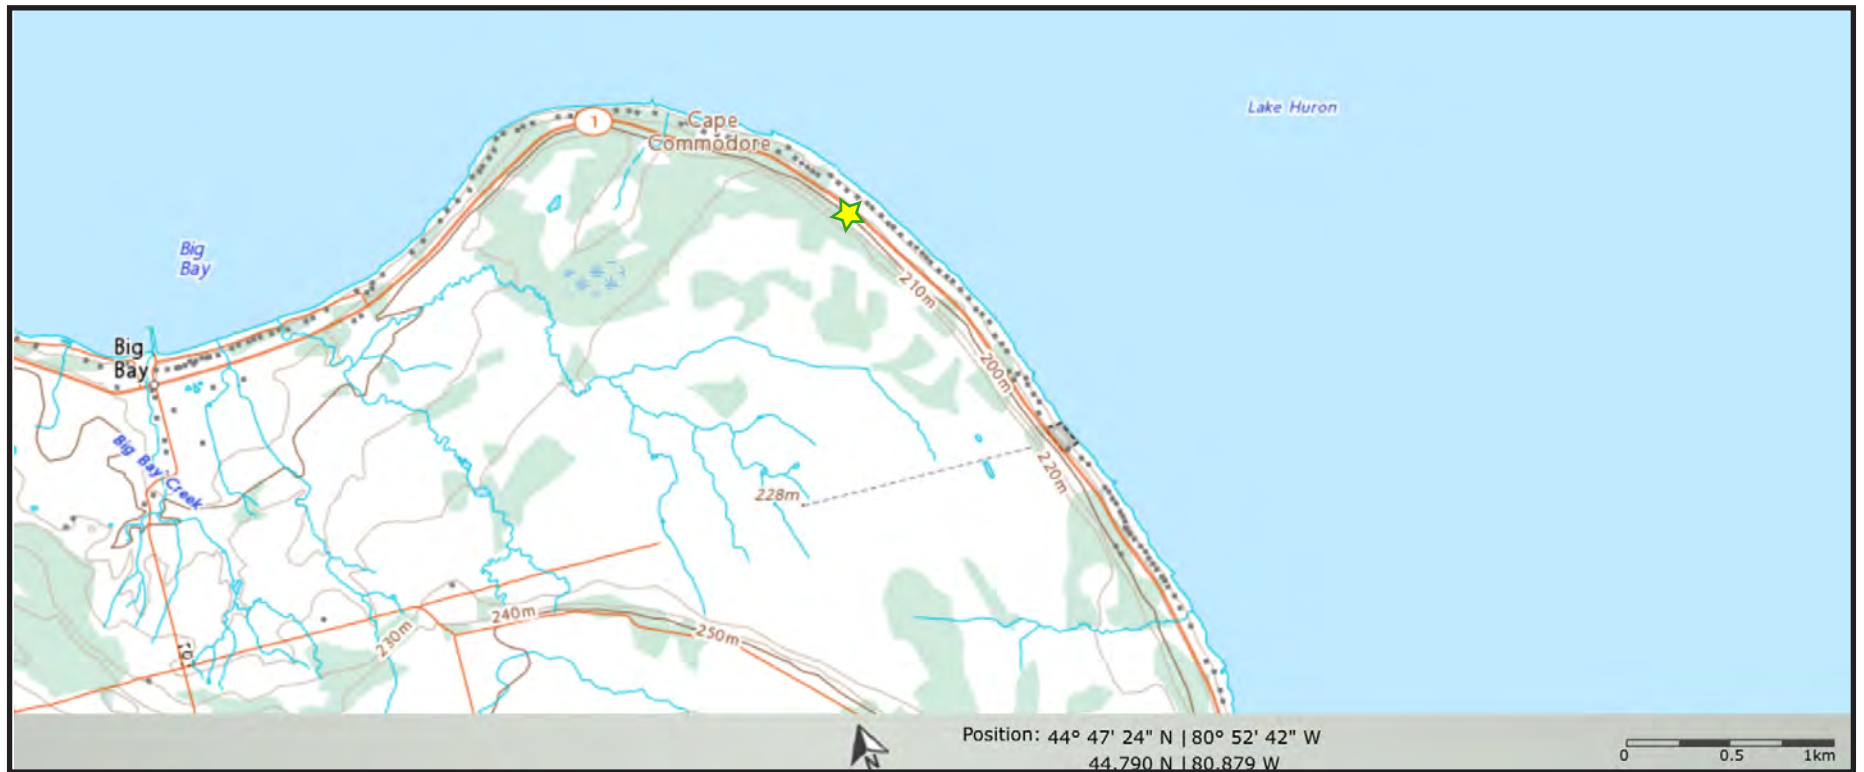 Lake Huron
1
Cape
Commodore
Big
Bay
210m
Big
Bay
200m
Big Bay Creek
220m
228m
240m
250m
230m
Position: 44° 47' 24" N | 80° 52' 42" W
44.790 N | 80.879 W
N
0 0.5 1km